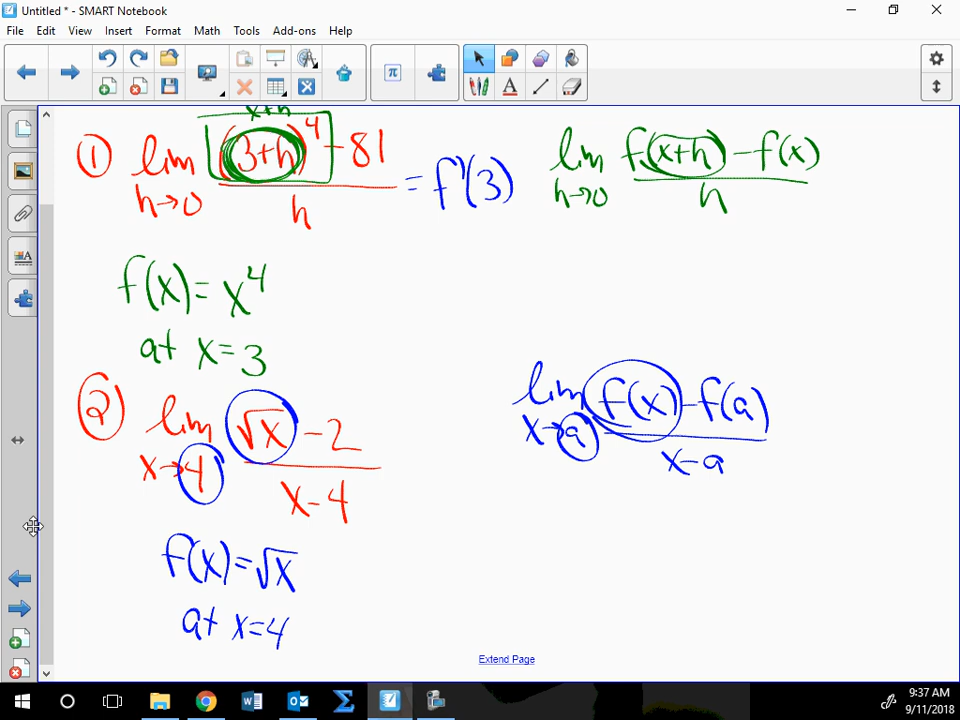 Untitled * - SMART Notebook
File Edit View Insert Format Math Tools Add-ons Help
π A
x+h
① lim h→0 ((3+h)^4 - 81)/h = f'(3)
lim h→0 (f(x+h) - f(x))/h
f(x) = x^4
at x=3
② lim x→4 (√x - 2)/(x-4)
lim x→a (f(x) - f(a))/(x-a)
f(x)=√x
at x=4
Extend Page
9:37 AM
9/11/2018